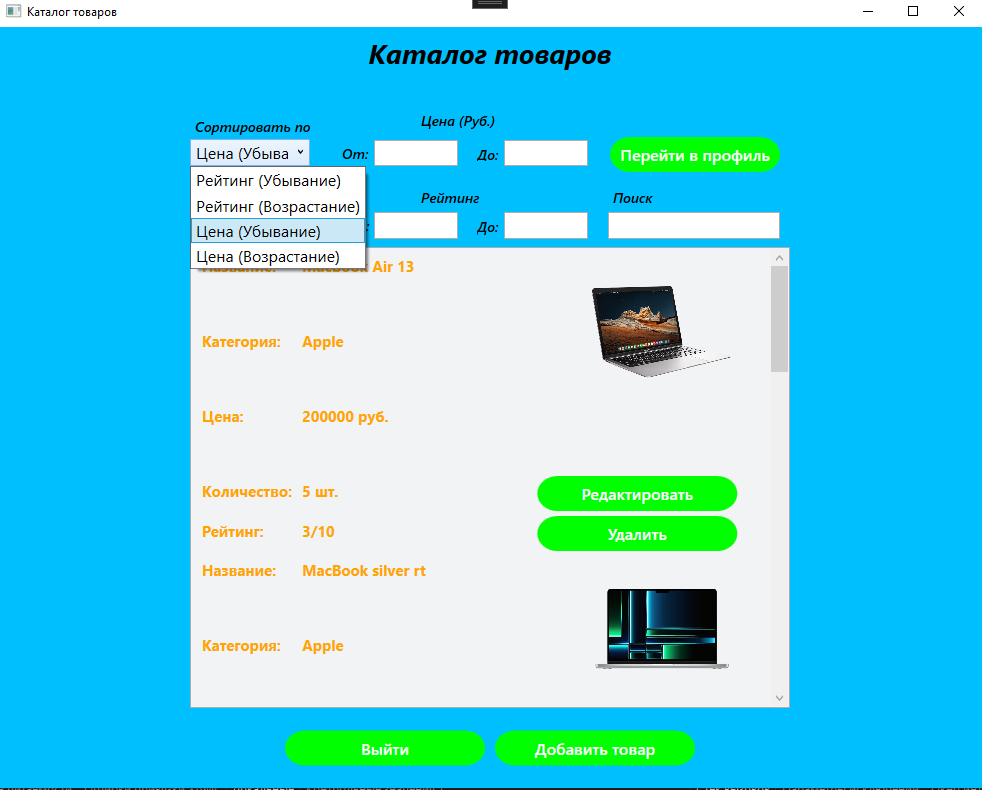 Каталог товаров
Каталог товаров
Сортировать по
Цена (Руб.)
Цена (Убыва
От:
До:
Перейти в профиль
Рейтинг (Убывание)
Рейтинг (Возрастание)
Цена (Убывание)
Цена (Возрастание)
Рейтинг
Поиск
До:
Название: MacBook Air 13
Категория: Apple
Цена: 200000 руб.
Количество: 5 шт.
Редактировать
Рейтинг: 3/10
Удалить
Название: MacBook silver rt
Категория: Apple
Выйти
Добавить товар